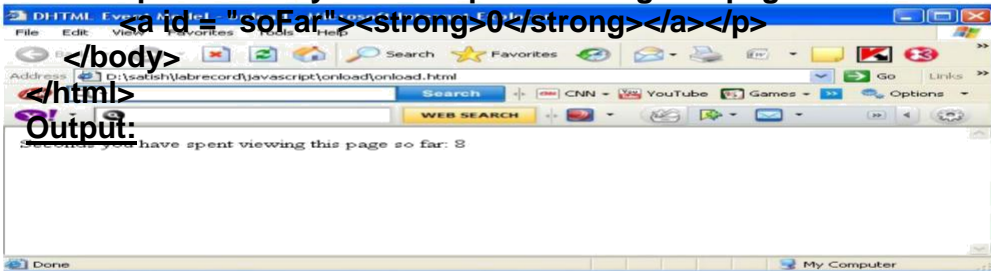 DHTML Event Model -
<a id = "soFar"><strong>0</strong></a></p>
File Edit View Favorites Tools Help
</body>
Search Favorites
Address D:\satish\labrecord\javascript\onload\onload.html Go Links
</html>
Search CNN YouTube Games Options
WEB SEARCH
Output:
Seconds you have spent viewing this page so far: 8
Done My Computer